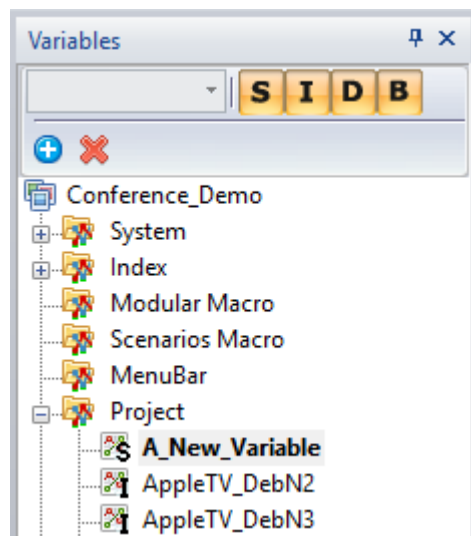 Variables
S I D B
Conference_Demo
System
Index
Modular Macro
Scenarios Macro
MenuBar
Project
S A_New_Variable
I AppleTV_DebN2
I AppleTV_DebN3